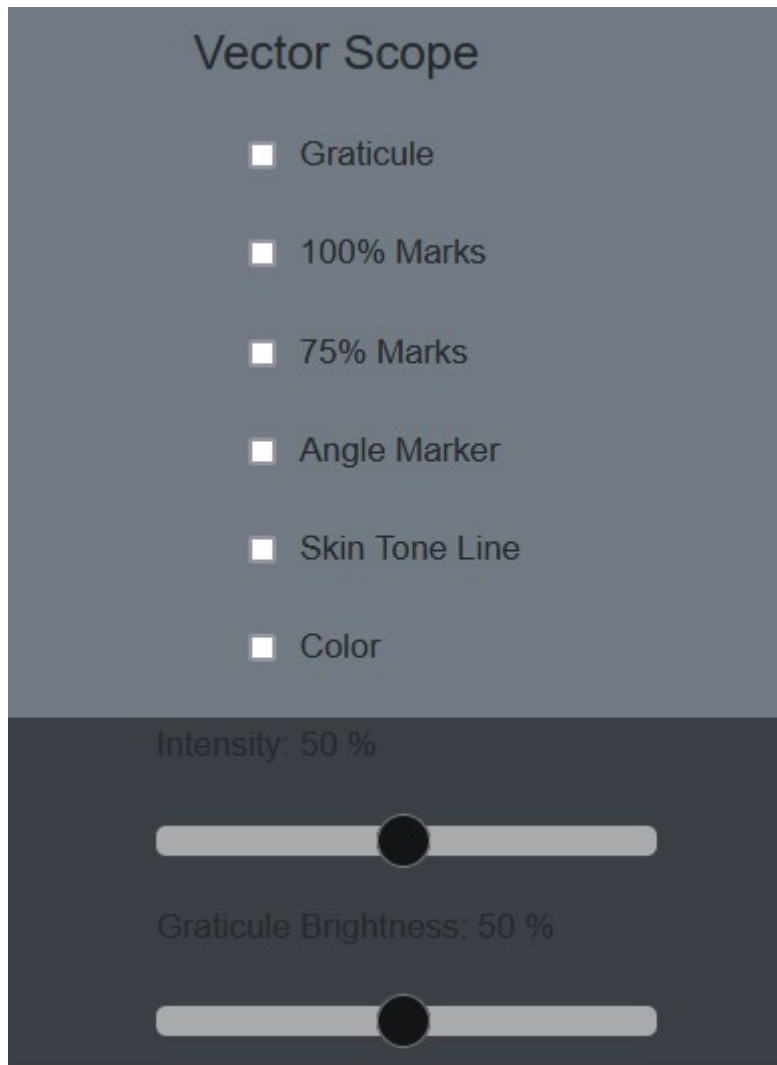 Vector Scope
Graticule
100% Marks
75% Marks
Angle Marker
Skin Tone Line
Color
Intensity: 50 %
Graticule Brightness: 50 %